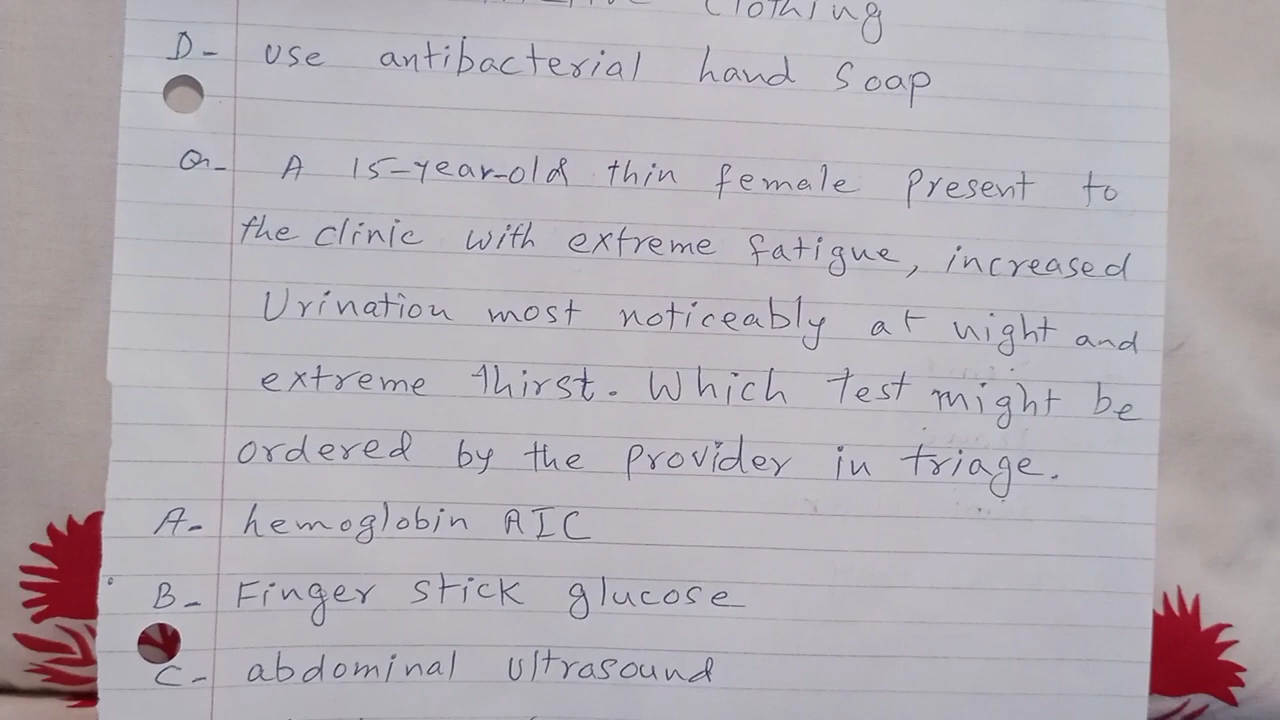 Clothing
D- Use antibacterial hand Soap
Q- A 15-year-old thin female Present to
the clinic with extreme fatigue, increased
Urination most noticeably at night and
extreme thirst. Which test might be
ordered by the provider in triage.
A- hemoglobin A1C
B- Finger stick glucose
C- abdominal Ultrasound